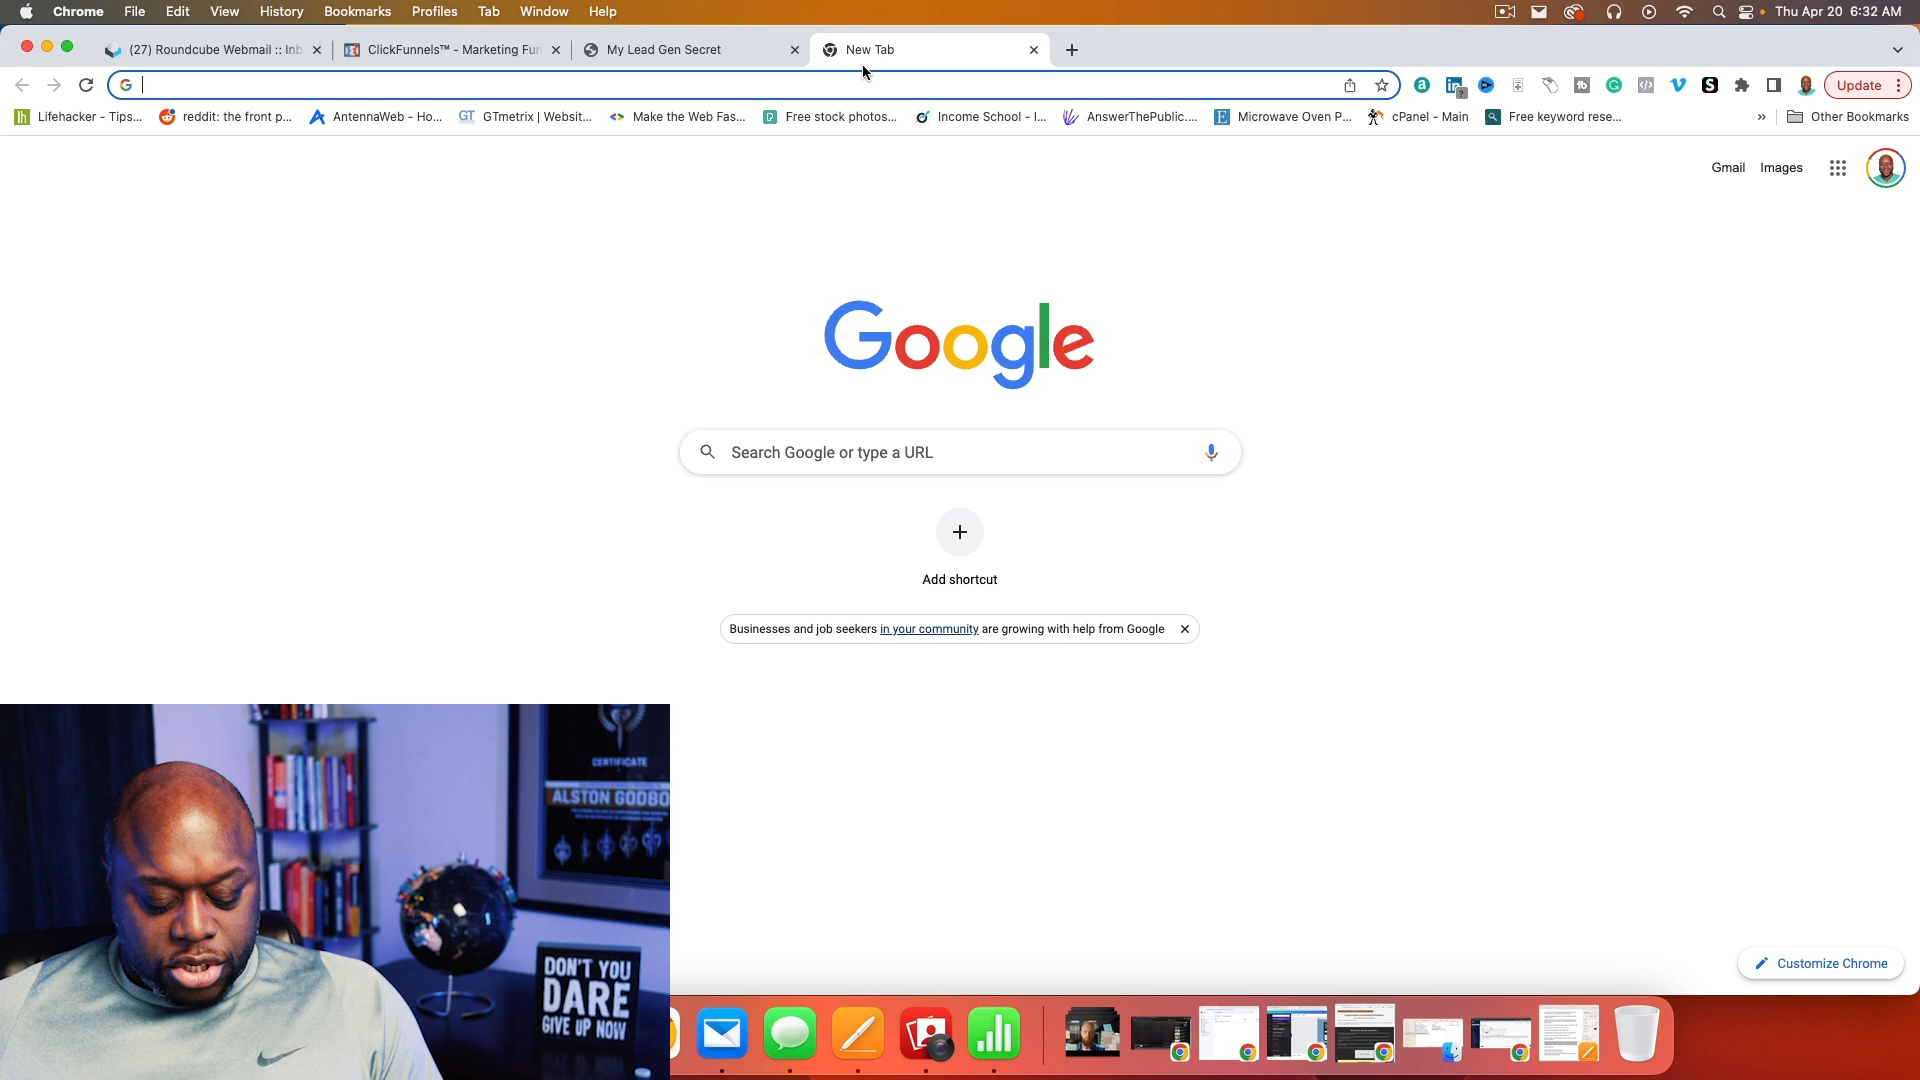 Chrome File Edit View History Bookmarks Profiles Tab Window Help Thu Apr 20 6:32 AM
(27) Roundcube Webmail :: Inb ClickFunnels™ - Marketing Fun My Lead Gen Secret New Tab
Update
Lifehacker - Tips... reddit: the front p... AntennaWeb - Ho... GT GTmetrix | Websit... Make the Web Fas... Free stock photos... Income School - I... AnswerThePublic.... Microwave Oven P... cPanel - Main Free keyword rese... » Other Bookmarks
Gmail Images
Google
Search Google or type a URL
Add shortcut
Businesses and job seekers in your community are growing with help from Google
Customize Chrome
CERTIFICATE
ALSTON GODBO
DON'T YOU
DARE
GIVE UP NOW